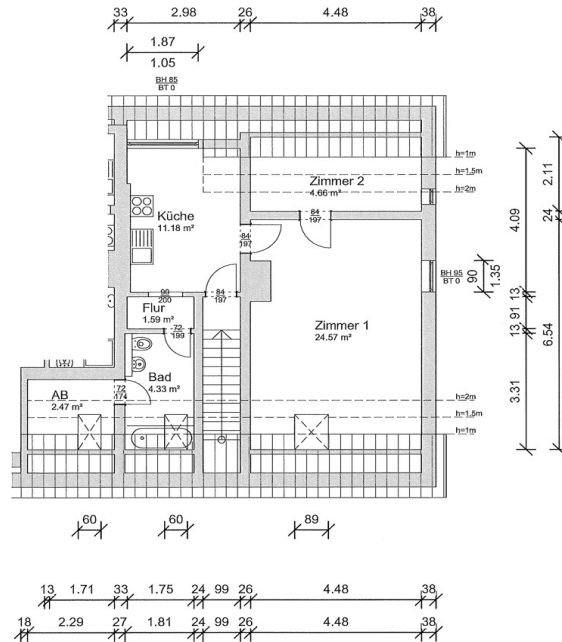 33 2.98 26 4.48 38
1.87
1.05
BH 85
BT 0
h=1m
h=1,5m
h=2m
Zimmer 2
4.66 m²
84
197
Küche
11.18 m²
84
197
2.11
24
4.09
BH 95
BT 0
90
1.35
90
200
84
197
Flur
1.59 m²
72
199
Zimmer 1
24.57 m²
13
91
13
6.54
3.31
Bad
4.33 m²
AB
2.47 m²
72
174
h=2m
h=1,5m
h=1m
60 60 89
13 1.71 33 1.75 24 99 26 4.48 38
18 2.29 27 1.81 24 99 26 4.48 38